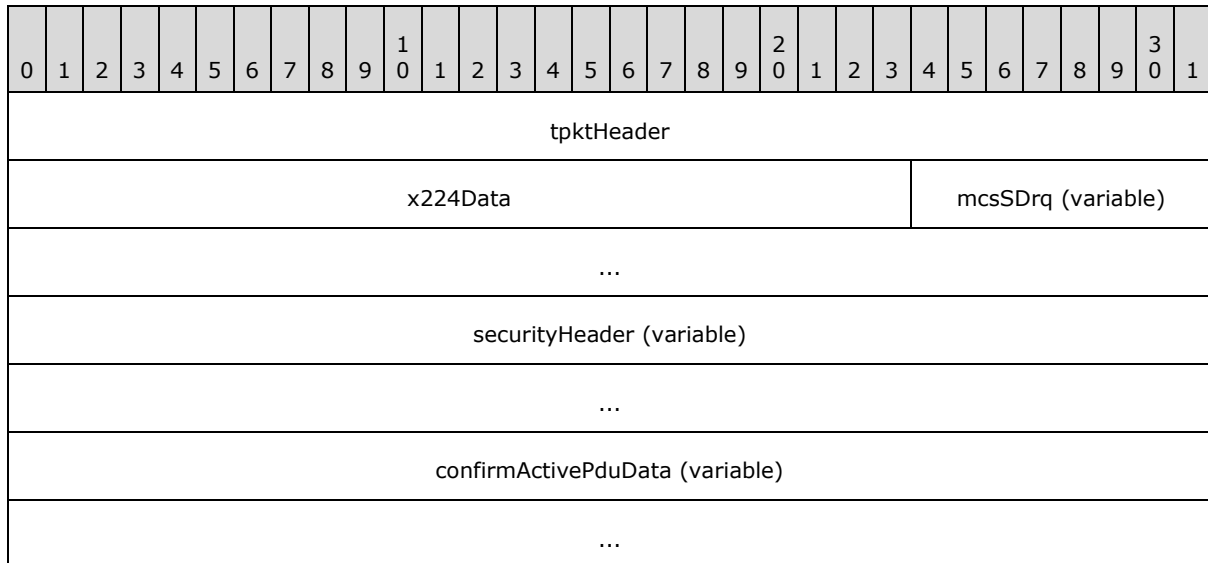 1 2 3
0 1 2 3 4 5 6 7 8 9 0 1 2 3 4 5 6 7 8 9 0 1 2 3 4 5 6 7 8 9 0 1
tpktHeader
x224Data mcsSDrq (variable)
...
securityHeader (variable)
...
confirmActivePduData (variable)
...